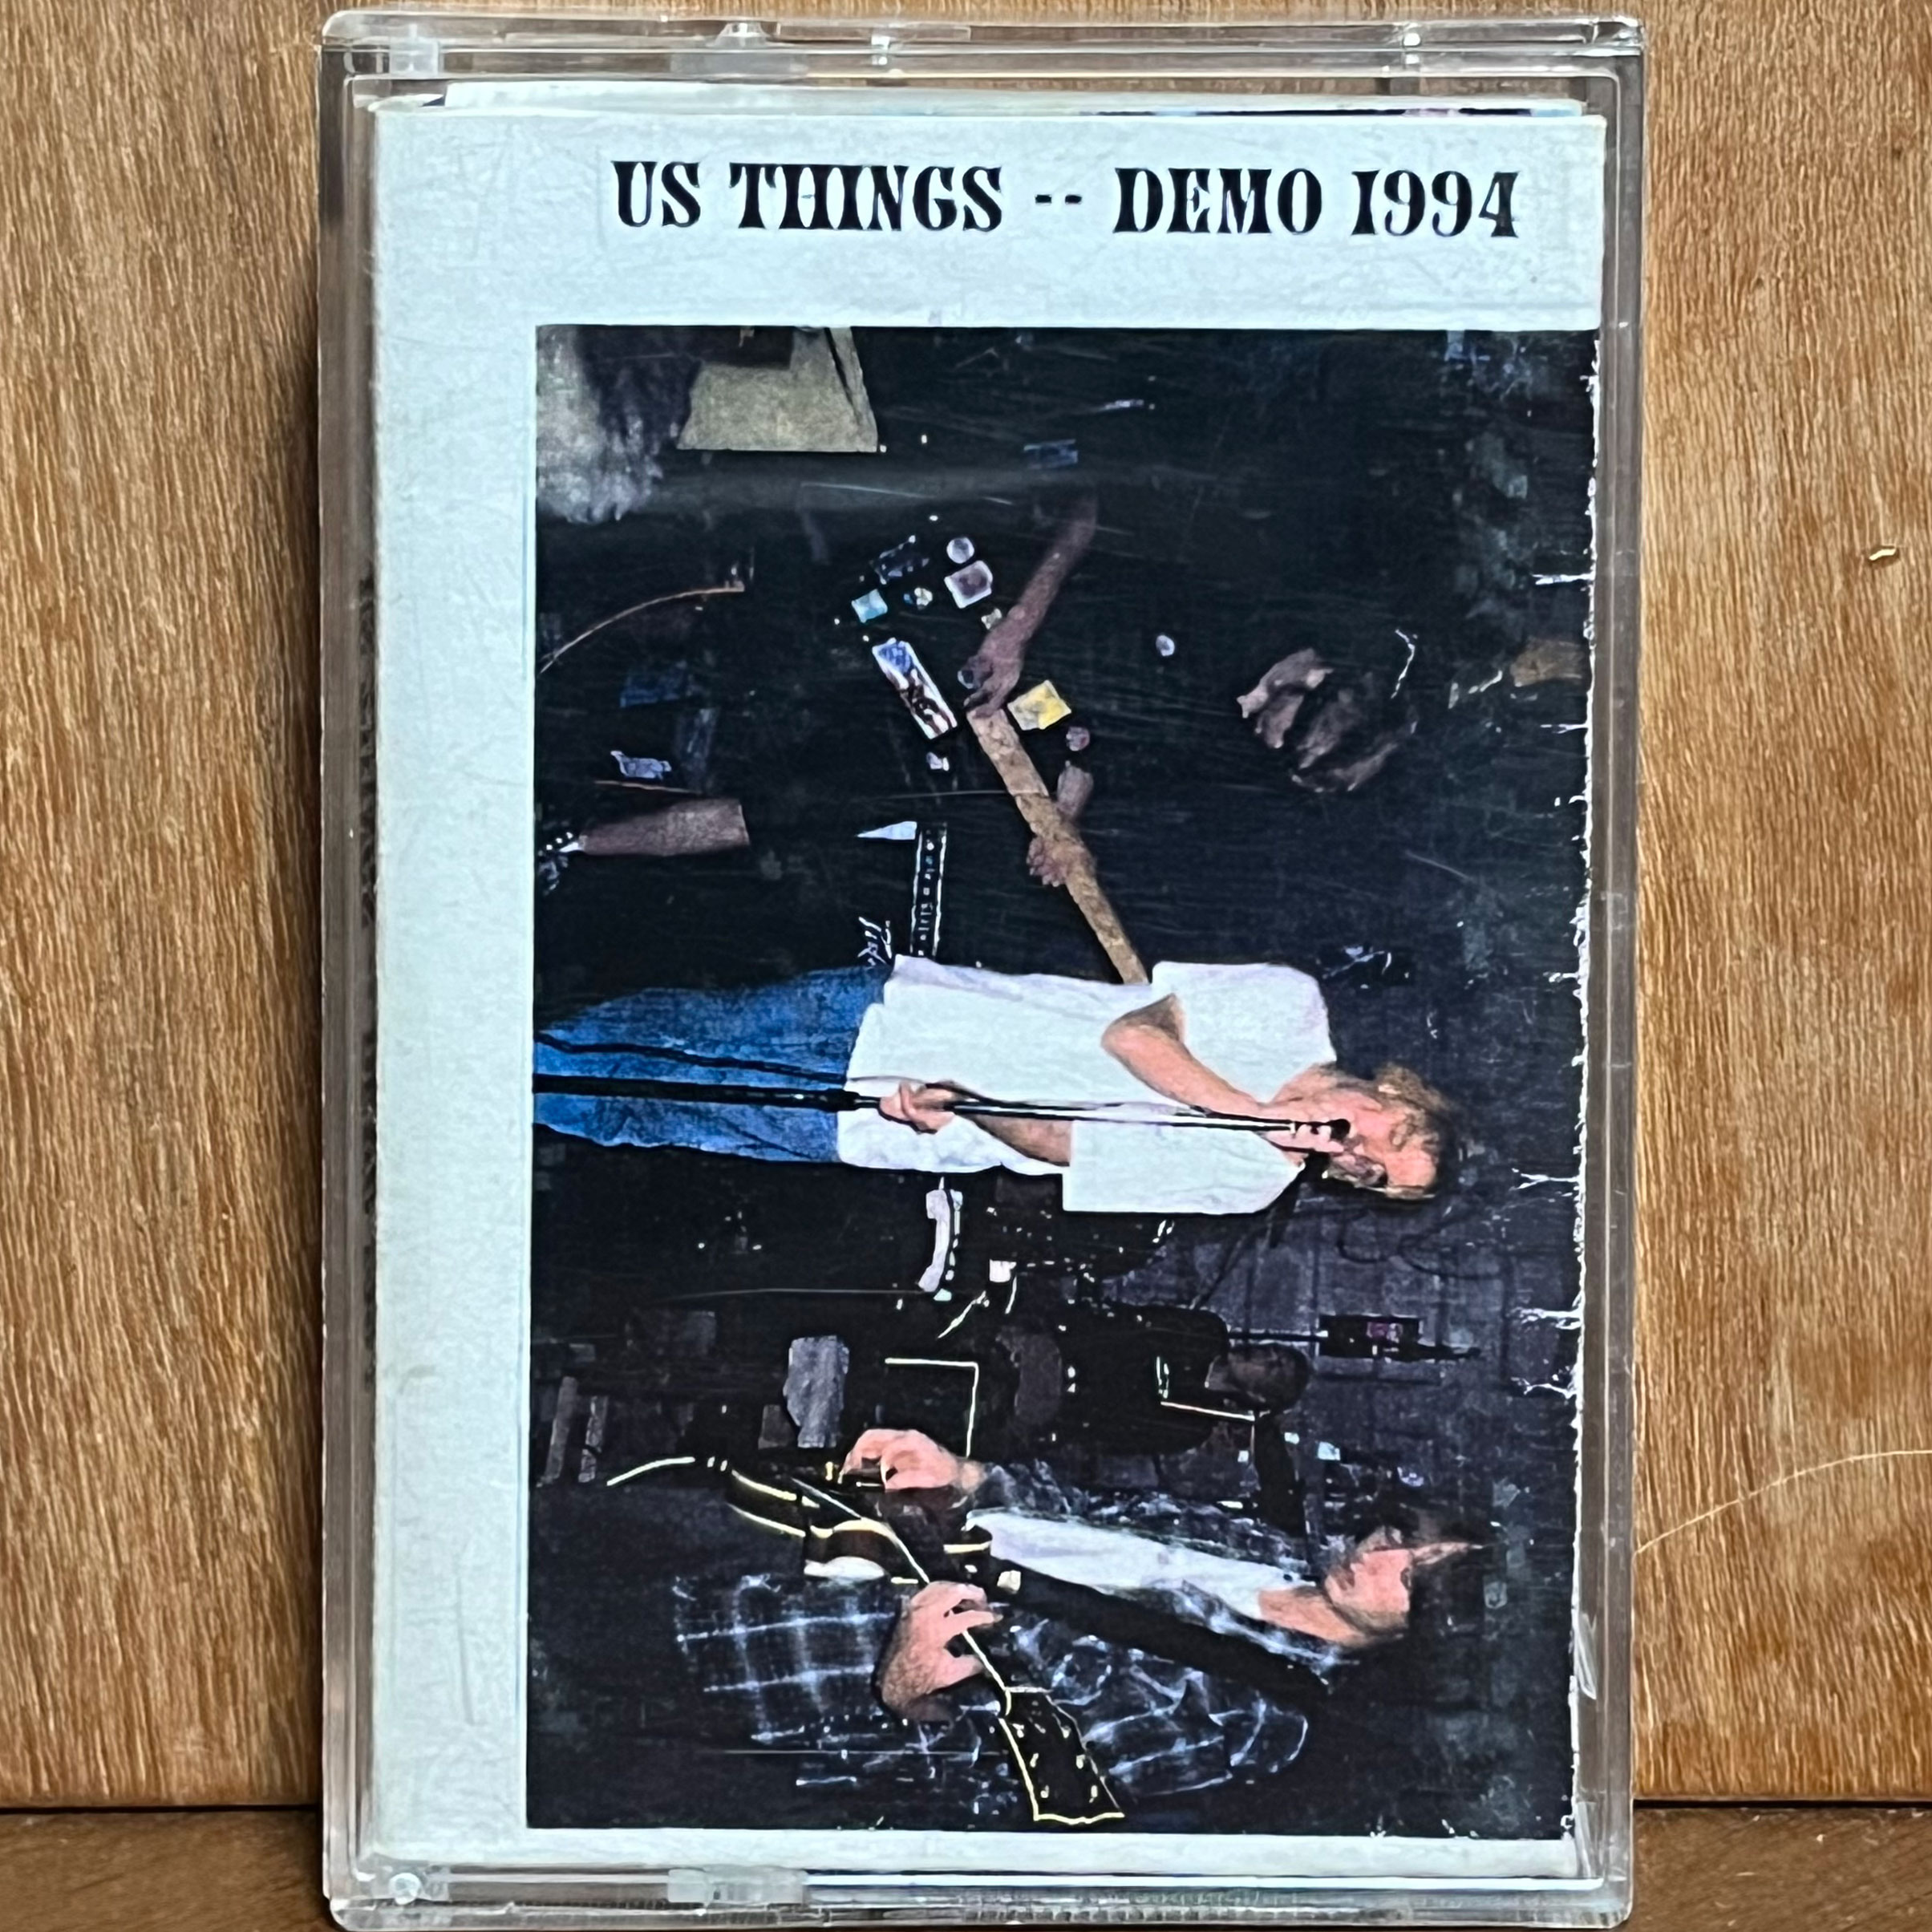 US THINGS -- DEMO 1994